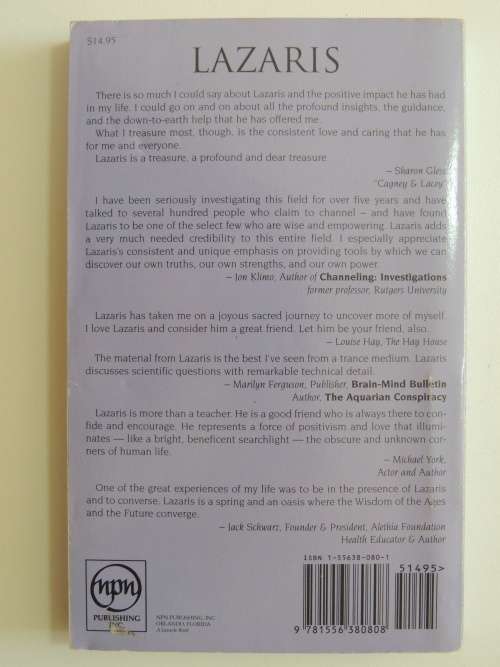 $14.95
LAZARIS
There is so much I could say about Lazaris and the positive impact he has had
in my life. I could go on and on about all the profound insights, the guidance,
and the down-to-earth help that he has offered me.
What I treasure most, though, is the consistent love and caring that he has
for me and everyone.
Lazaris is a treasure, a profound and dear treasure
– Sharon Gless
"Cagney & Lacey"
I have been seriously investigating this field for over five years and have
talked to several hundred people who claim to channel – and have found
Lazaris to be one of the select few who are wise and empowering. Lazaris adds
a very much needed credibility to this entire field. I especially appreciate
Lazaris's consistent and unique emphasis on providing tools by which we can
discover our own truths, our own strengths, and our own power.
– Jon Klimo, Author of Channeling: Investigations
former professor, Rutgers University
Lazaris has taken me on a joyous sacred journey to uncover more of myself.
I love Lazaris and consider him a great friend. Let him be your friend, also.
– Louise Hay, The Hay House
The material from Lazaris is the best I've seen from a trance medium. Lazaris
discusses scientific questions with remarkable technical detail.
– Marilyn Ferguson, Publisher, Brain-Mind Bulletin
Author, The Aquarian Conspiracy
Lazaris is more than a teacher. He is a good friend who is always there to con-
fide and encourage. He represents a force of positivism and love that illumi-
nates — like a bright, beneficent searchlight — the obscure and unknown cor-
ners of human life.
– Michael York,
Actor and Author
One of the great experiences of my life was to be in the presence of Lazaris
and to converse. Lazaris is a spring and an oasis where the Wisdom of the Ages
and the Future converge.
– Jack Schwarz, Founder & President, Alethia Foundation
Health Educator & Author
ISBN 1-55638-080-1
51495>
9 781556 380808
npn
PUBLISHING
INC.
NPN PUBLISHING, INC.
ORLANDO, FLORIDA
A Lazaris Book